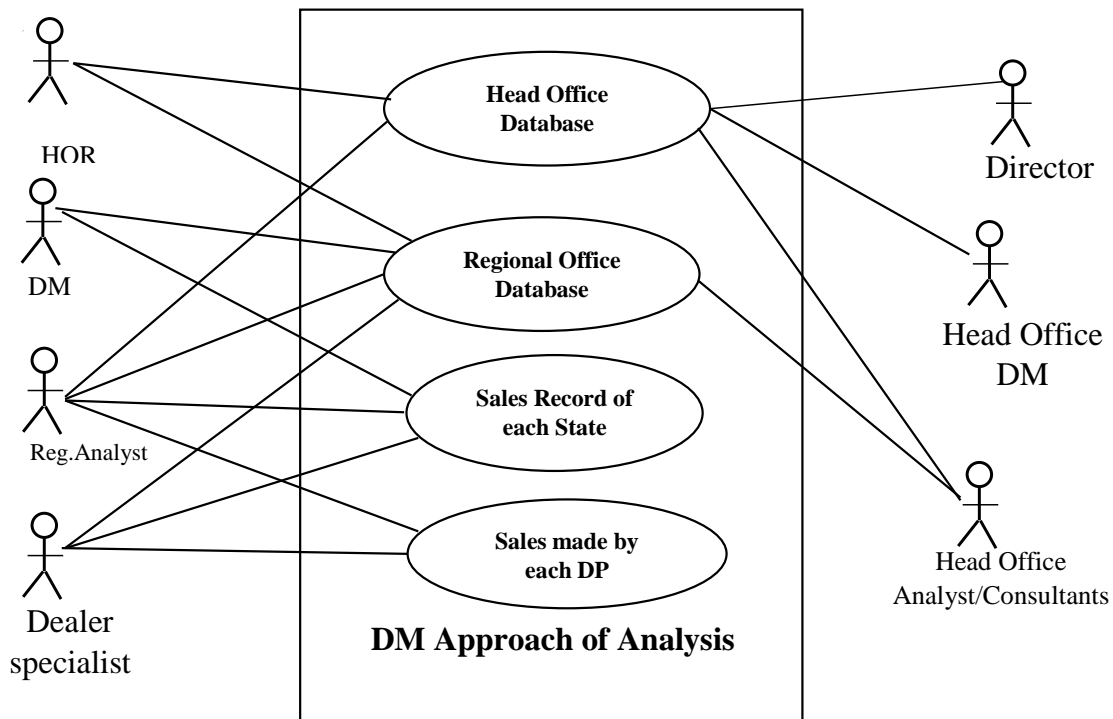 HOR
DM
Reg.Analyst
Dealer
specialist
Head Office
Database
Regional Office
Database
Sales Record of
each State
Sales made by
each DP
DM Approach of Analysis
Director
Head Office
DM
Head Office
Analyst/Consultants